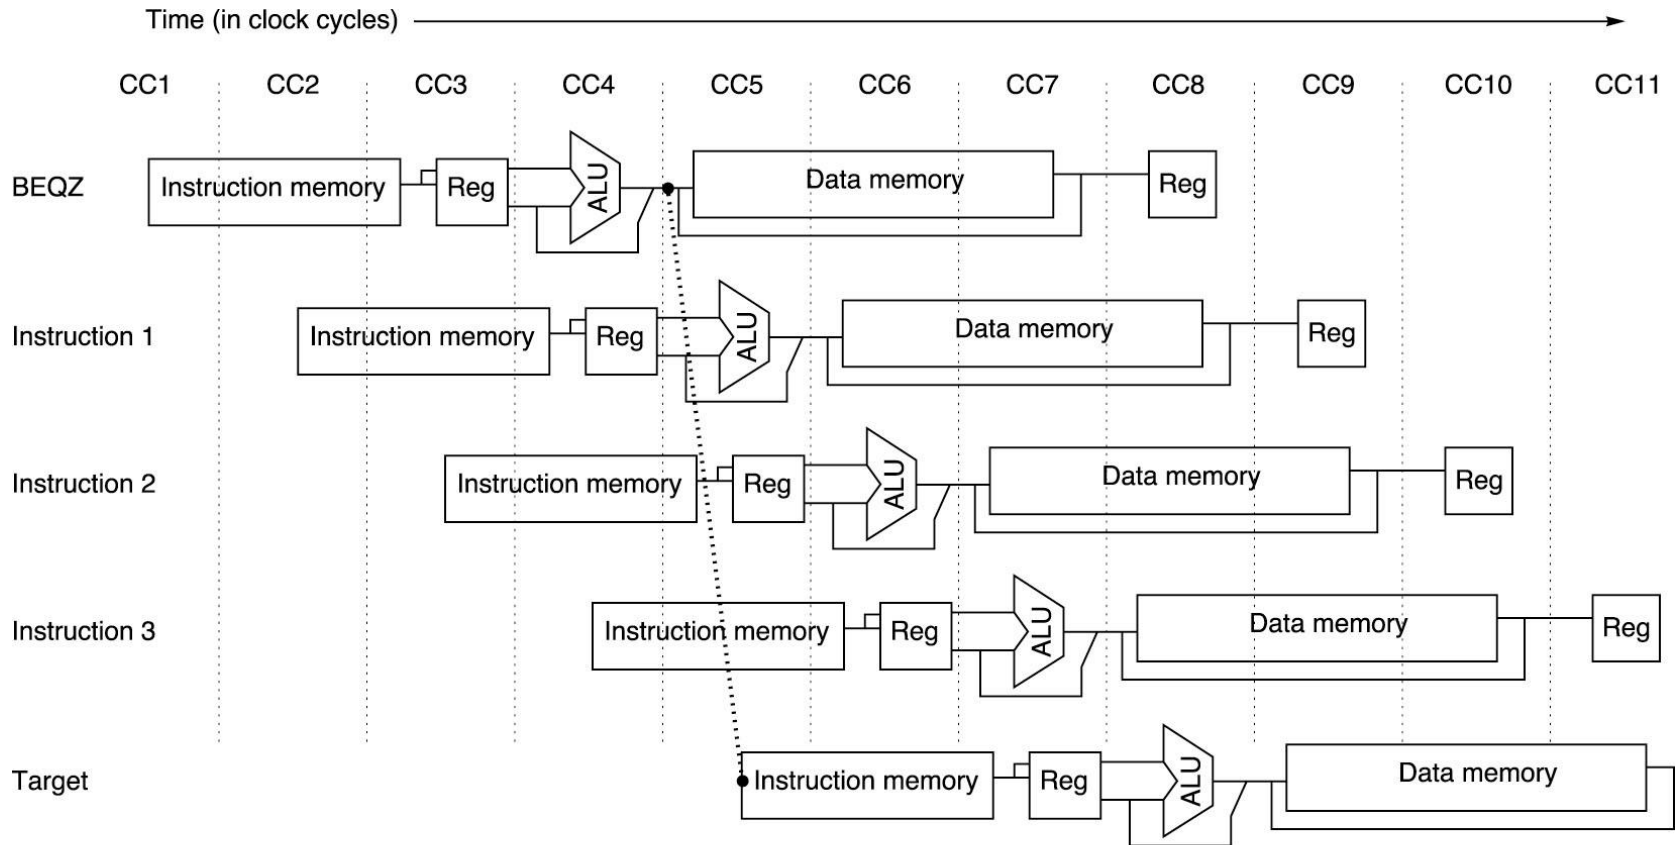 Time (in clock cycles)
CC1 CC2 CC3 CC4 CC5 CC6 CC7 CC8 CC9 CC10 CC11
BEQZ Instruction memory Reg ALU Data memory Reg
Instruction 1 Instruction memory Reg ALU Data memory Reg
Instruction 2 Instruction memory Reg ALU Data memory Reg
Instruction 3 Instruction memory Reg ALU Data memory Reg
Target Instruction memory Reg ALU Data memory